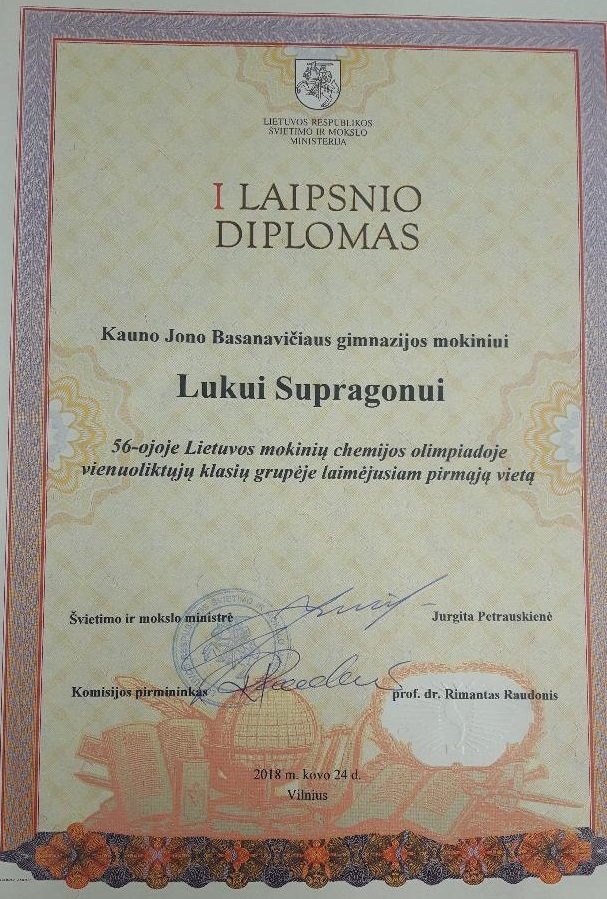 LIETUVOS RESPUBLIKOS
ŠVIETIMO IR MOKSLO
MINISTERIJA
I LAIPSNIO
DIPLOMAS
Kauno Jono Basanavičiaus gimnazijos mokiniui
Lukui Supragonui
56-ojoje Lietuvos mokinių chemijos olimpiadoje
vienuoliktųjų klasių grupėje laimėjusiam pirmąją vietą
Švietimo ir mokslo ministrė
Jurgita Petrauskienė
Komisijos pirmininkas
prof. dr. Rimantas Raudonis
2018 m. kovo 24 d.
Vilnius